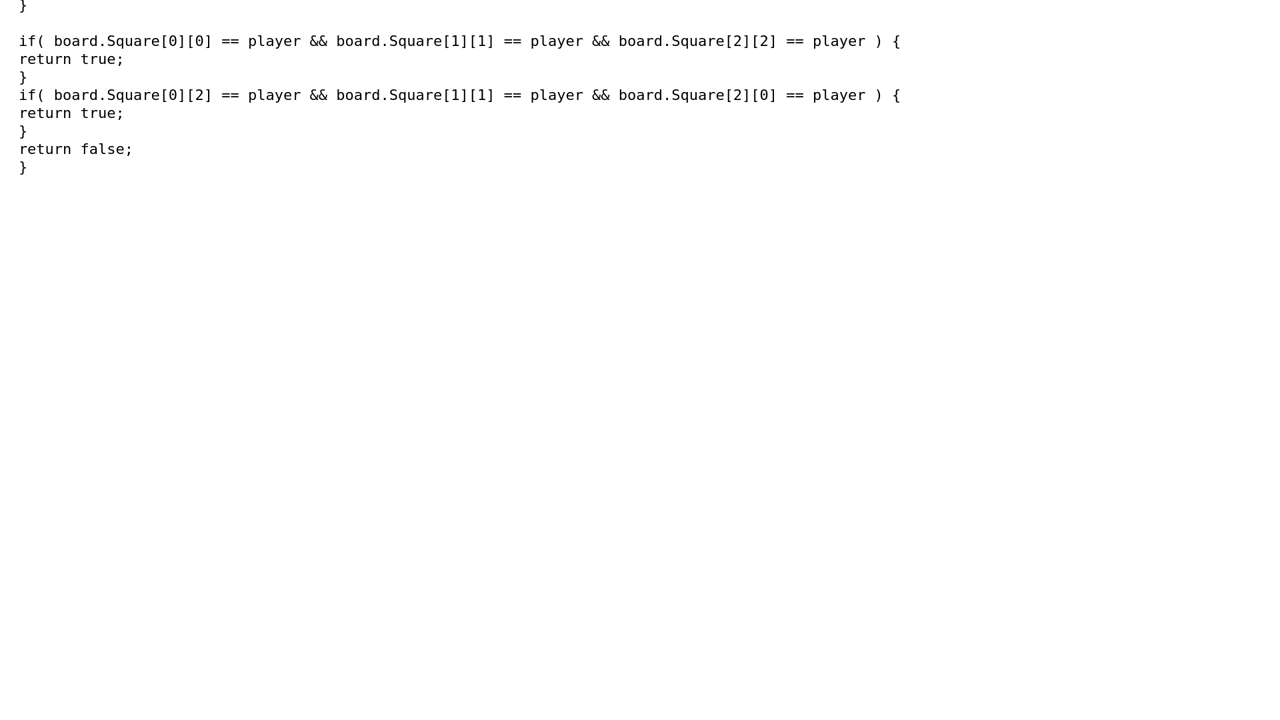 }

if( board.Square[0][0] == player && board.Square[1][1] == player && board.Square[2][2] == player ) {
return true;
}
if( board.Square[0][2] == player && board.Square[1][1] == player && board.Square[2][0] == player ) {
return true;
}
return false;
}